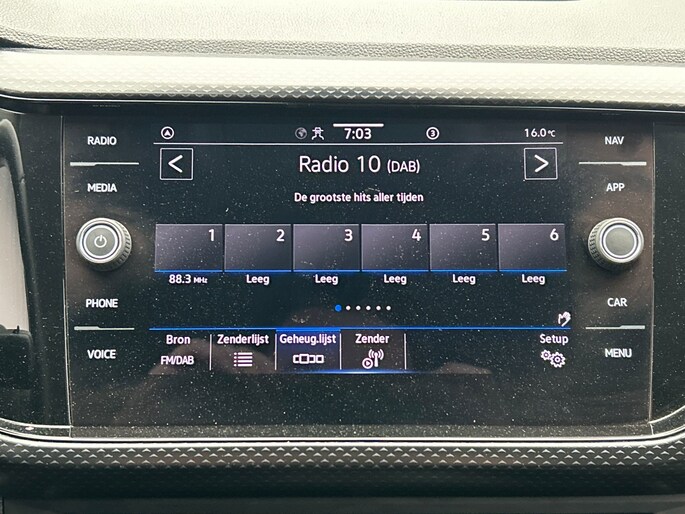 RADIO
MEDIA
PHONE
VOICE
7:03
3
16.0°C
NAV
APP
CAR
MENU
< Radio 10 (DAB) >
De grootste hits aller tijden
1 2 3 4 5 6
88.3 MHz Leeg Leeg Leeg Leeg Leeg
Bron Zenderlijst Geheug.lijst Zender Setup
FM/DAB